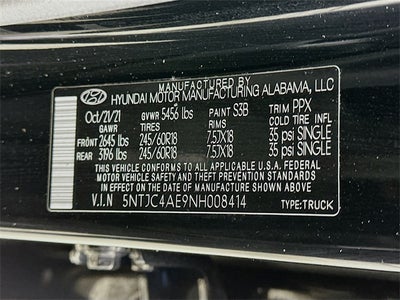 MANUFACTURED BY
HYUNDAI MOTOR MANUFACTURING ALABAMA, LLC
Oct/21/21 GVWR 5456 lbs PAINT S3B TRIM PPX
TIRES RIMS COLD TIRE INFL
FRONT 2645 lbs 245/60R18 7.5JX18 35 psi SINGLE
REAR 3196 lbs 245/60R18 7.5JX18 35 psi SINGLE
THIS VEHICLE CONFORMS TO ALL APPLICABLE U.S.A FEDERAL
MOTOR VEHICLE SAFETY AND THEFT PREVENTION STANDARDS
IN EFFECT ON THE DATE OF MANUFACTURE SHOWN ABOVE.
V.I.N 5NTJC4AE9NH008414 TYPE:TRUCK